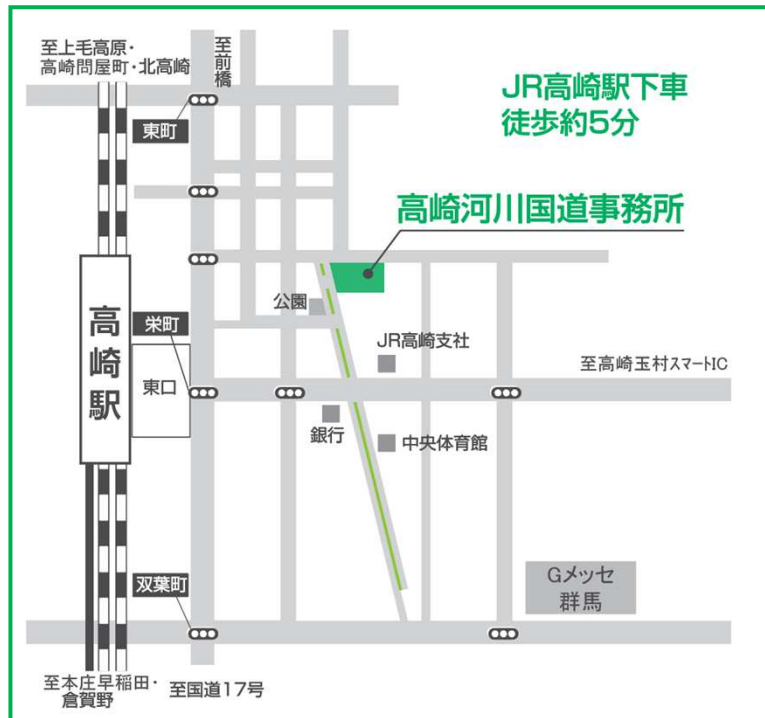 至上毛高原・
高崎問屋町・北高崎
至前橋
JR高崎駅下車
徒歩約5分
東町
高崎河川国道事務所
公園
栄町
高崎駅
東口
JR高崎支社
至高崎玉村スマートIC
銀行
中央体育館
双葉町
Gメッセ
群馬
至本庄早稲田・
倉賀野
至国道17号